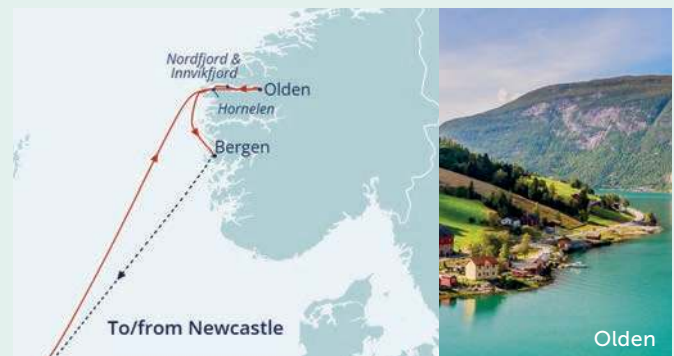 Nordfjord &
Innvikfjord
Olden
Hornelen
Bergen
To/from Newcastle
Olden